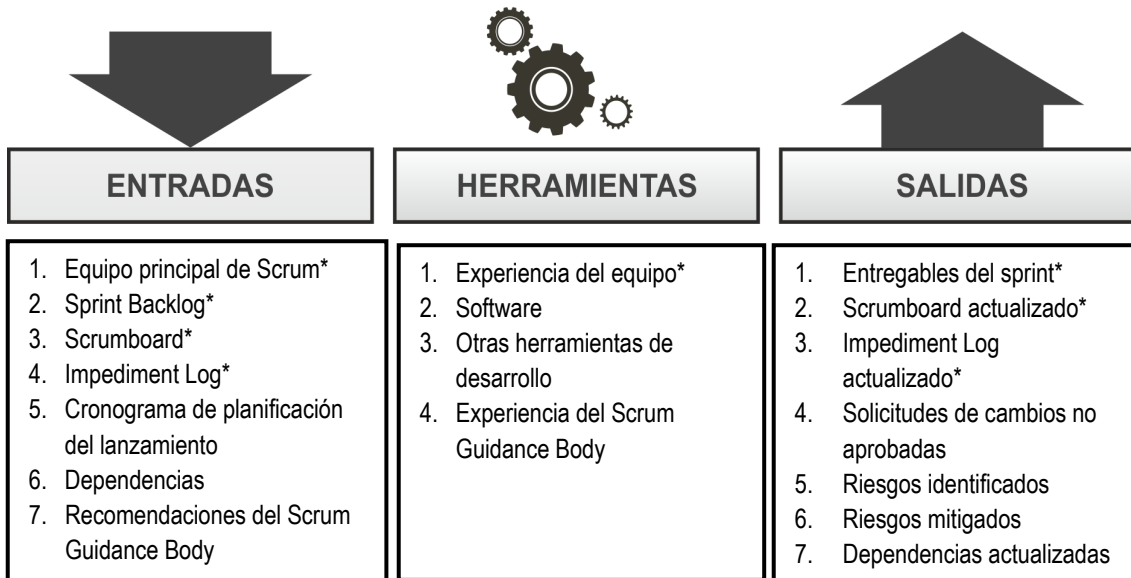 ENTRADAS
1. Equipo principal de Scrum*
2. Sprint Backlog*
3. Scrumboard*
4. Impediment Log*
5. Cronograma de planificación
del lanzamiento
6. Dependencias
7. Recomendaciones del Scrum
Guidance Body
HERRAMIENTAS
1. Experiencia del equipo*
2. Software
3. Otras herramientas de
desarrollo
4. Experiencia del Scrum
Guidance Body
SALIDAS
1. Entregables del sprint*
2. Scrumboard actualizado*
3. Impediment Log
actualizado*
4. Solicitudes de cambios no
aprobadas
5. Riesgos identificados
6. Riesgos mitigados
7. Dependencias actualizadas